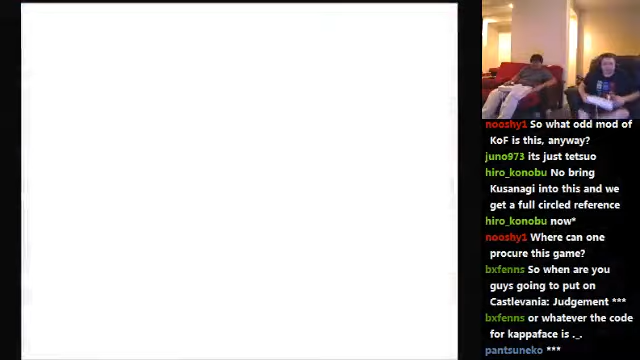 nooshy1 So what odd mod of
KoF is this, anyway?
juno973 its just tetsuo
hiro_konobu No bring
Kusanagi into this and we
get a full circled reference
hiro_konobu now*
nooshy1 Where can one
procure this game?
bxfenns So when are you
guys going to put on
Castlevania: Judgement ***
bxfenns or whatever the code
for kappaface is ._.
pantsuneko ***